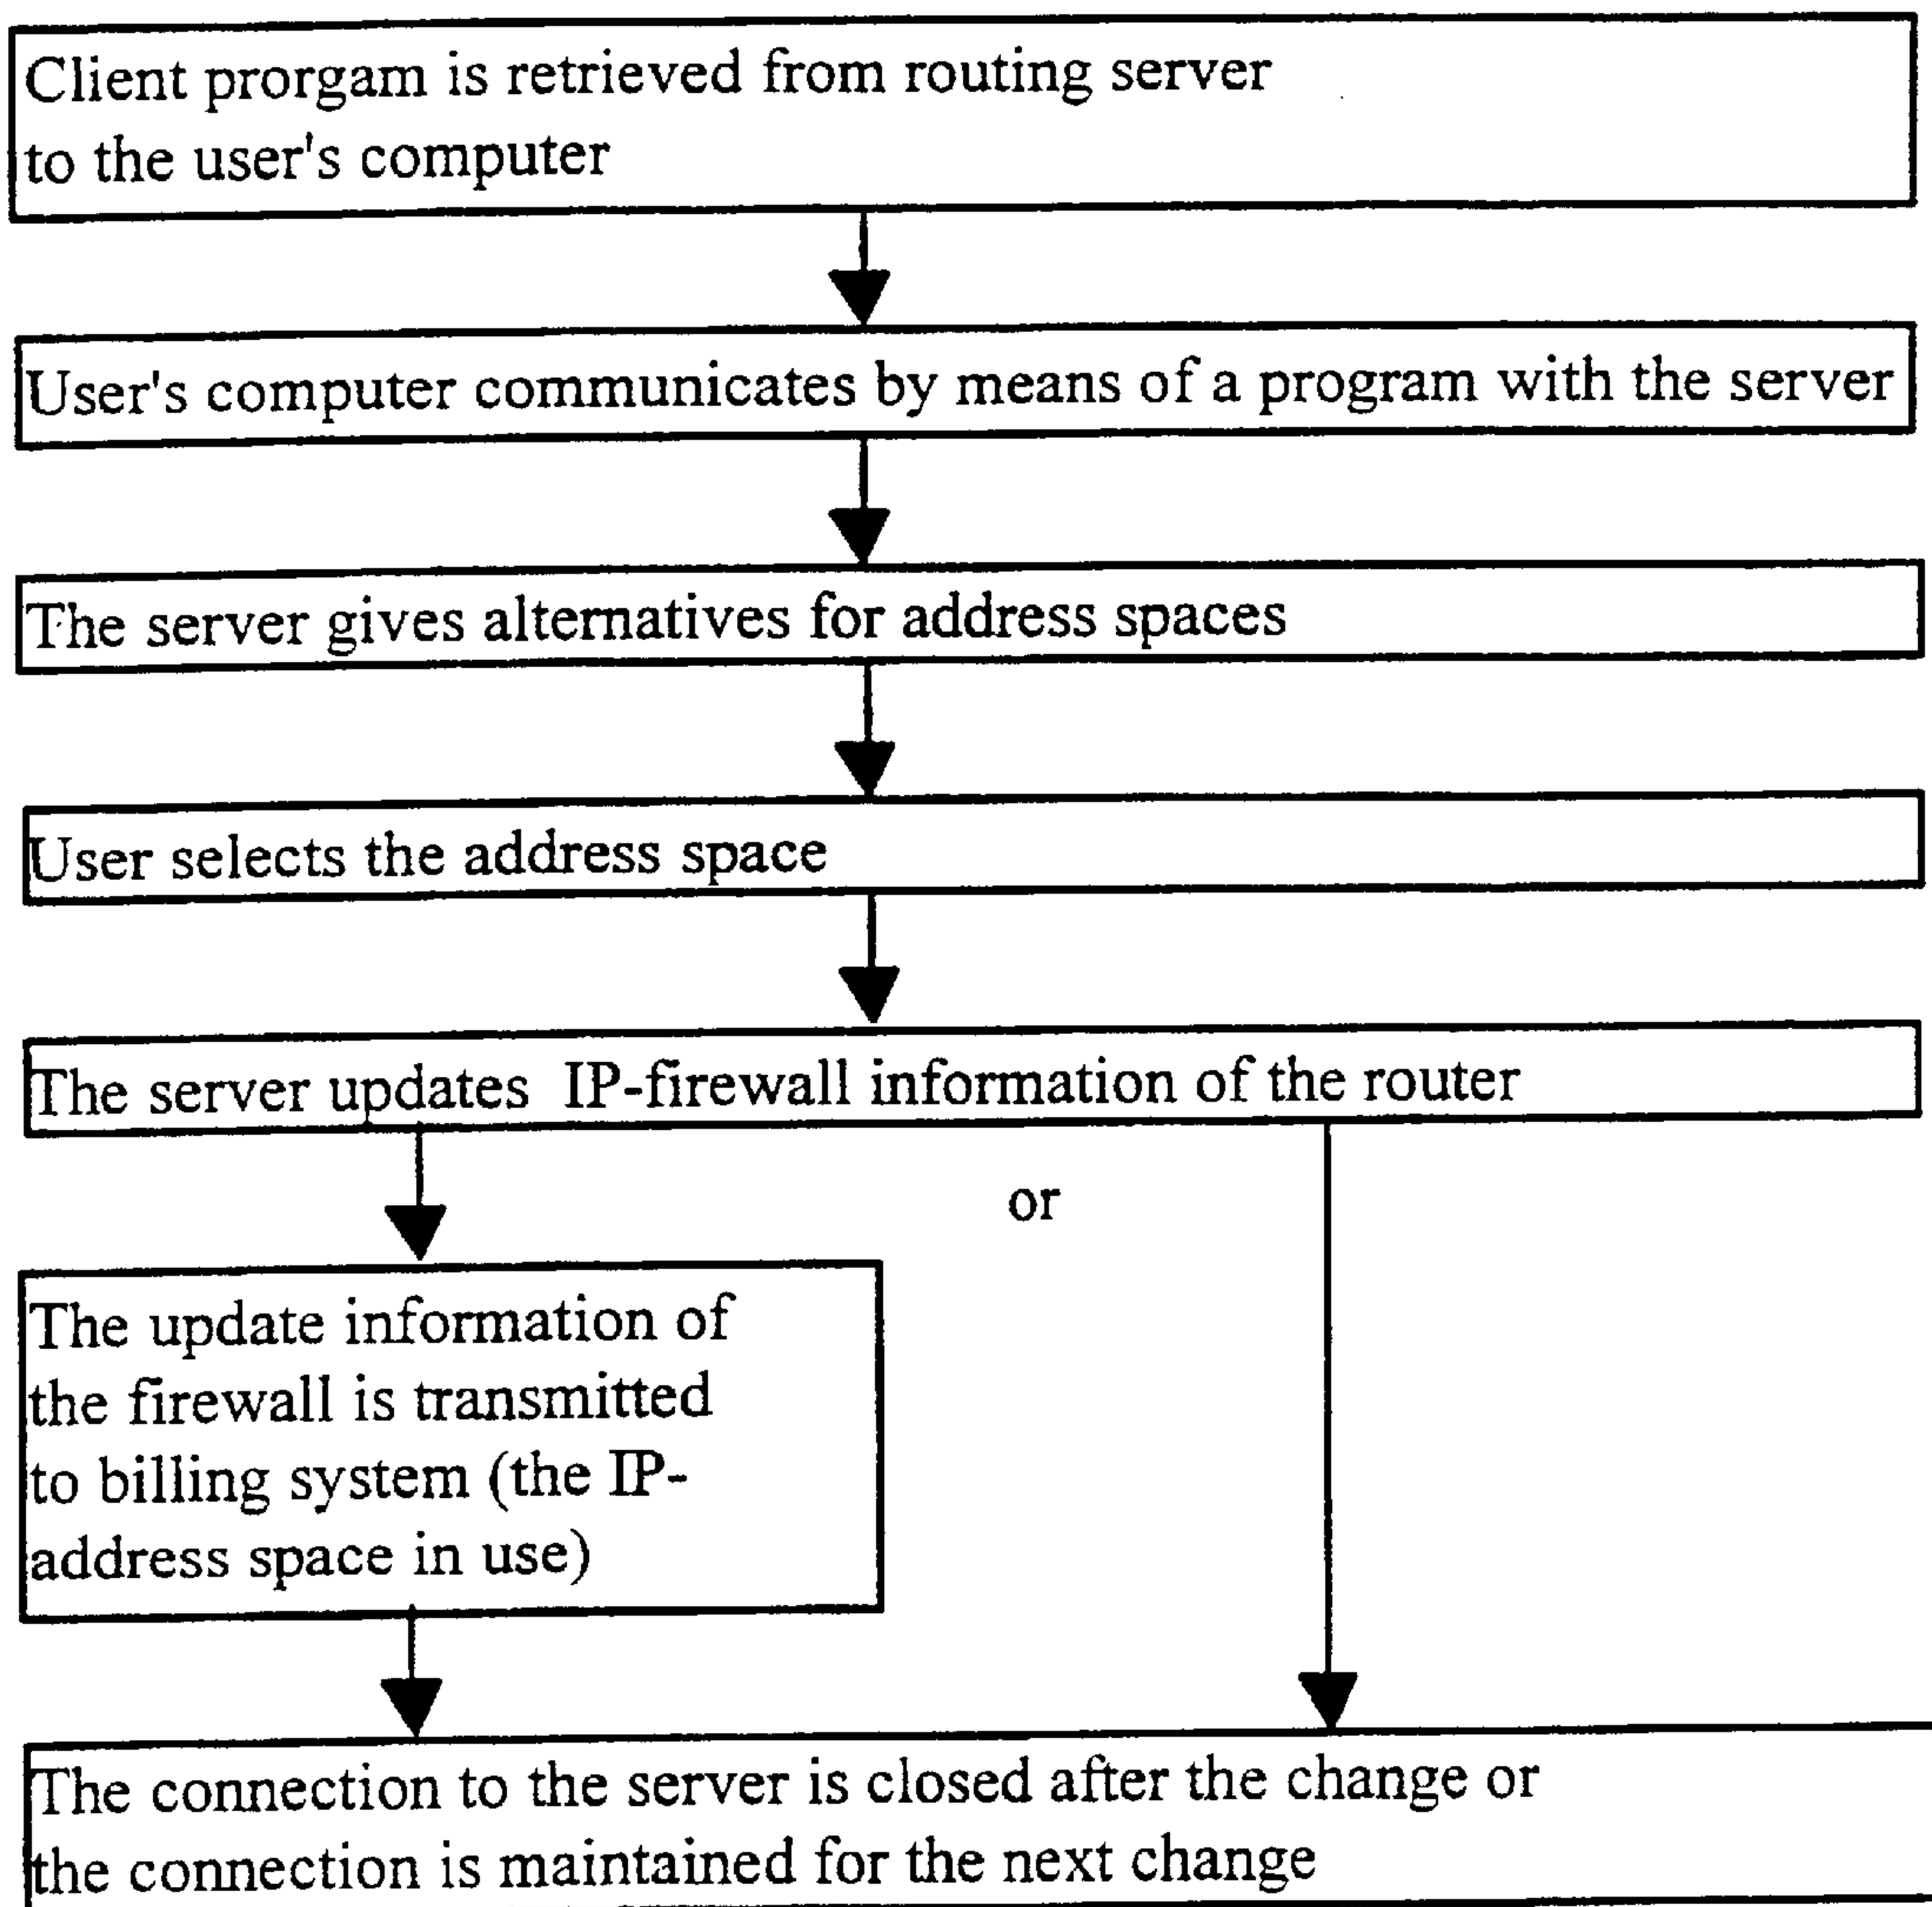 Client prorgam is retrieved from routing server
to the user's computer
User's computer communicates by means of a program with the server
The server gives alternatives for address spaces
User selects the address space
The server updates IP-firewall information of the router
or
The update information of
the firewall is transmitted
to billing system (the IP-
address space in use)
The connection to the server is closed after the change or
the connection is maintained for the next change